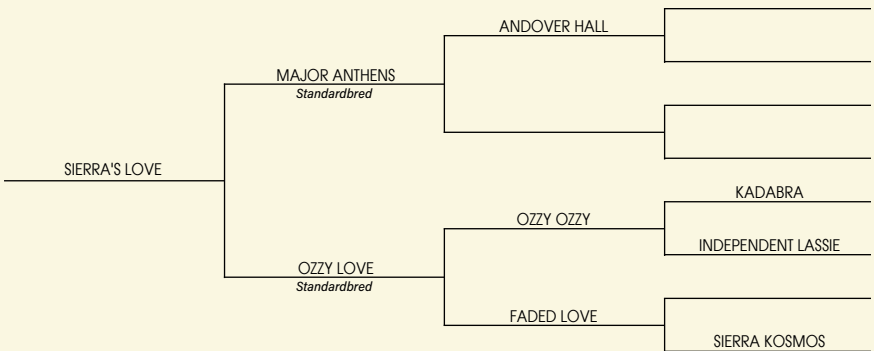 ANDOVER HALL
MAJOR ANTHENS
Standardbred
SIERRA'S LOVE
KADABRA
OZZY OZZY
INDEPENDENT LASSIE
OZZY LOVE
Standardbred
FADED LOVE
SIERRA KOSMOS